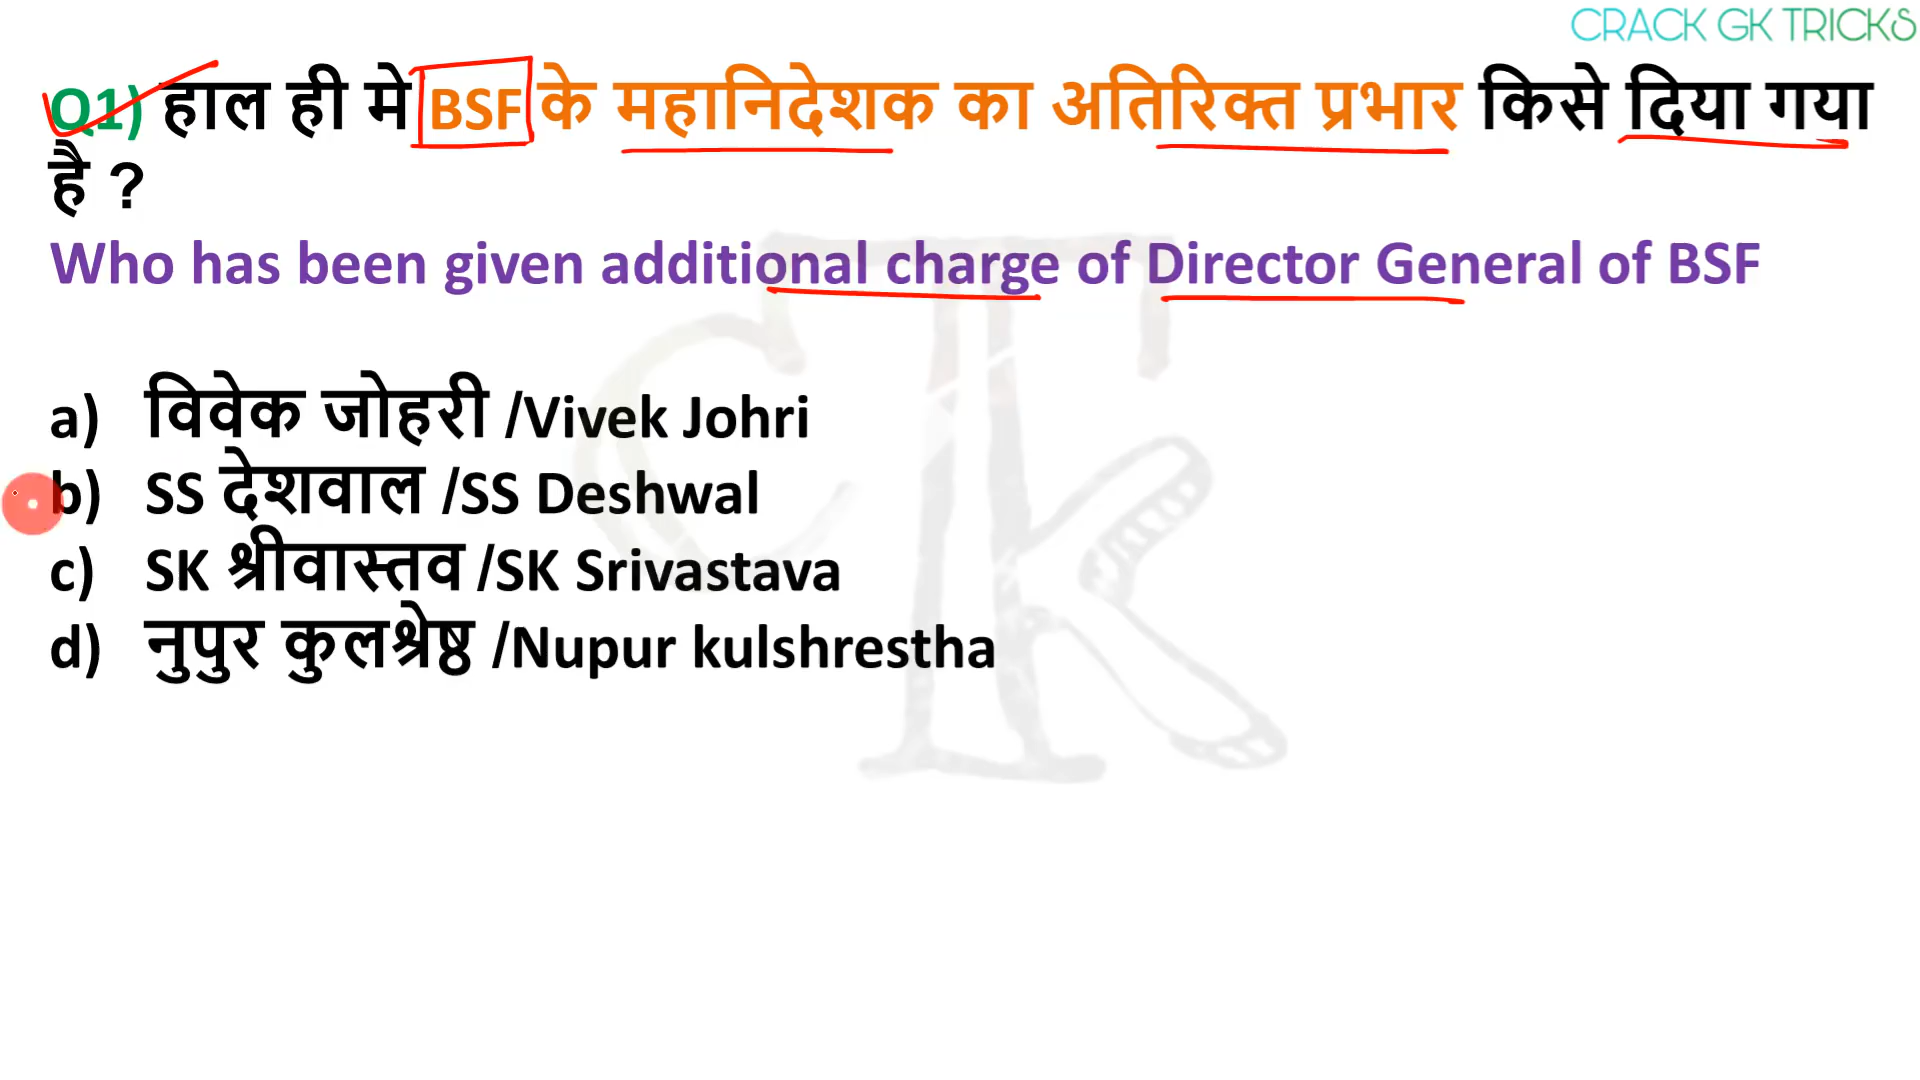 CRACK GK TRICKS
Q1) हाल ही मे BSF के महानिदेशक का अतिरिक्त प्रभार किसे दिया गया
है ?
Who has been given additional charge of Director General of BSF
a) विवेक जोहरी /Vivek Johri
b) SS देशवाल /SS Deshwal
c) SK श्रीवास्तव /SK Srivastava
d) नुपुर कुलश्रेष्ठ /Nupur kulshrestha
CTk